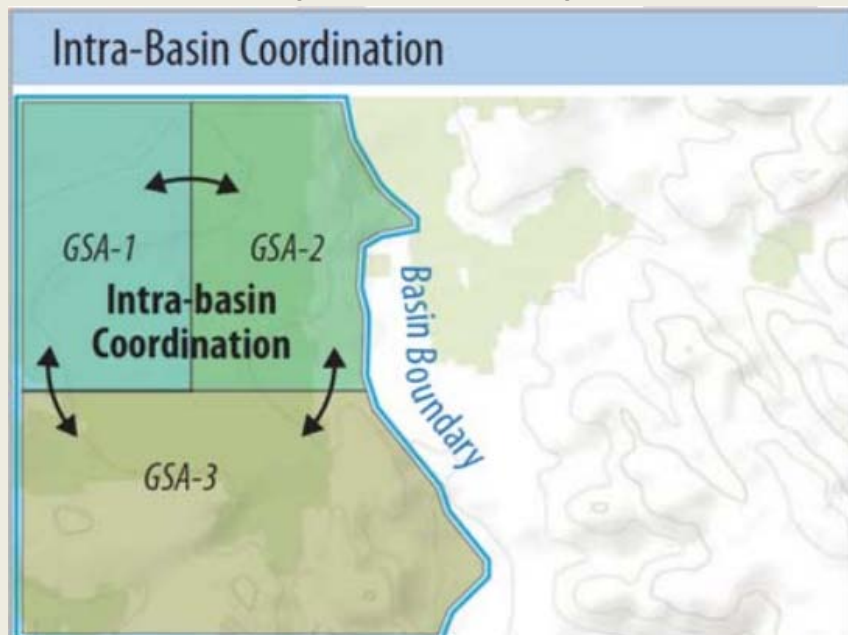 Intra-Basin Coordination
GSA-1
GSA-2
Intra-basin
Coordination
Basin Boundary
GSA-3